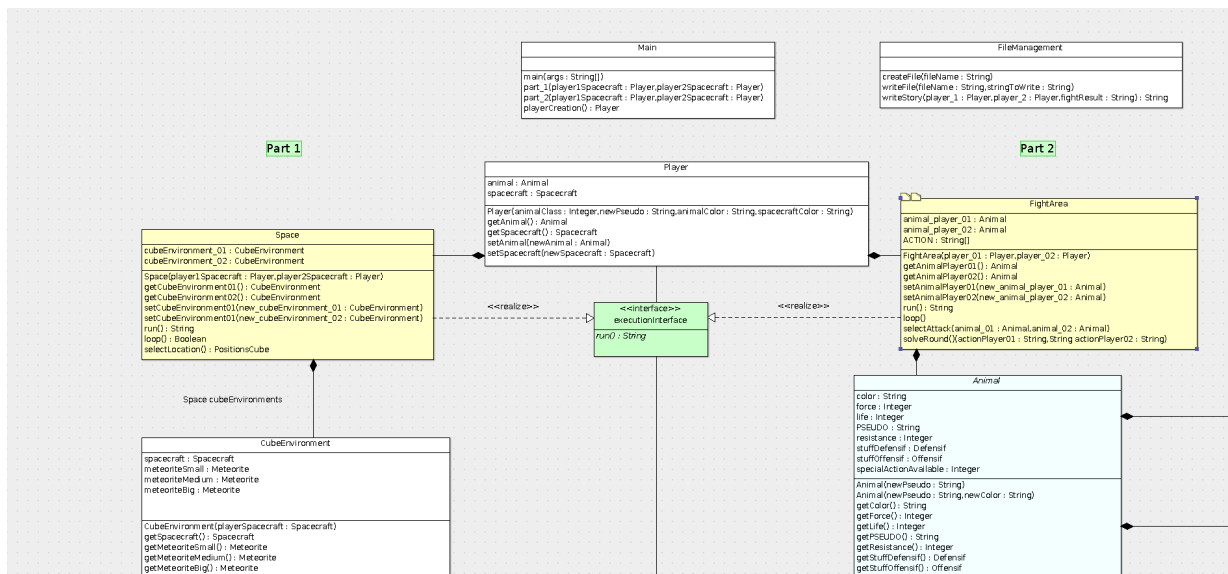 Main
main(args : String[])
part_1(player1Spacecraft : Player,player2Spacecraft : Player)
part_2(player1Spacecraft : Player,player2Spacecraft : Player)
playerCreation() : Player
FileManagement
createFile(fileName : String)
writeFile(fileName : String,stringToWrite : String)
writeStory(player_1 : Player,player_2 : Player,fightResult : String) : String
Part 1
Part 2
Player
animal : Animal
spacecraft : Spacecraft
Player(animalClass : Integer,newPseudo : String,animalColor : String,spacecraftColor : String)
getAnimal() : Animal
getSpacecraft() : Spacecraft
setAnimal(newAnimal : Animal)
setSpacecraft(newSpacecraft : Spacecraft)
Space
cubeEnvironment_01 : CubeEnvironment
cubeEnvironment_02 : CubeEnvironment
Space(player1Spacecraft : Player,player2Spacecraft : Player)
getCubeEnvironment01() : CubeEnvironment
getCubeEnvironment02() : CubeEnvironment
setCubeEnvironment01(new_cubeEnvironment_01 : CubeEnvironment)
setCubeEnvironment01(new_cubeEnvironment_02 : CubeEnvironment)
run() : String
loop() : Boolean
selectLocation() : PositionsCube
<<realize>>
<<interface>>
executionInterface
run() : String
<<realize>>
FightArea
animal_player_01 : Animal
animal_player_02 : Animal
ACTION : String[]
FightArea(player_01 : Player,player_02 : Player)
getAnimalPlayer01() : Animal
getAnimalPlayer02() : Animal
setAnimalPlayer01(new_animal_player_01 : Animal)
setAnimalPlayer02(new_animal_player_02 : Animal)
run() : String
loop()
selectAttack(animal_01 : Animal,animal_02 : Animal)
solveRound()(actionPlayer01 : String,String actionPlayer02 : String)
Space cubeEnvironments
CubeEnvironment
spacecraft : Spacecraft
meteoriteSmall : Meteorite
meteoriteMedium : Meteorite
meteoriteBig : Meteorite
CubeEnvironment(playerSpacecraft : Spacecraft)
getSpacecraft() : Spacecraft
getMeteoriteSmall() : Meteorite
getMeteoriteMedium() : Meteorite
getMeteoriteBig() : Meteorite
Animal
color : String
force : Integer
life : Integer
PSEUDO : String
resistance : Integer
stuffDefensif : Defensif
stuffOffensif : Offensif
specialActionAvailable : Integer
Animal(newPseudo : String)
Animal(newPseudo : String,newColor : String)
getColor() : String
getForce() : Integer
getLife() : Integer
getPSEUDO() : String
getResistance() : Integer
getStuffDefensif() : Defensif
getStuffOffensif() : Offensif